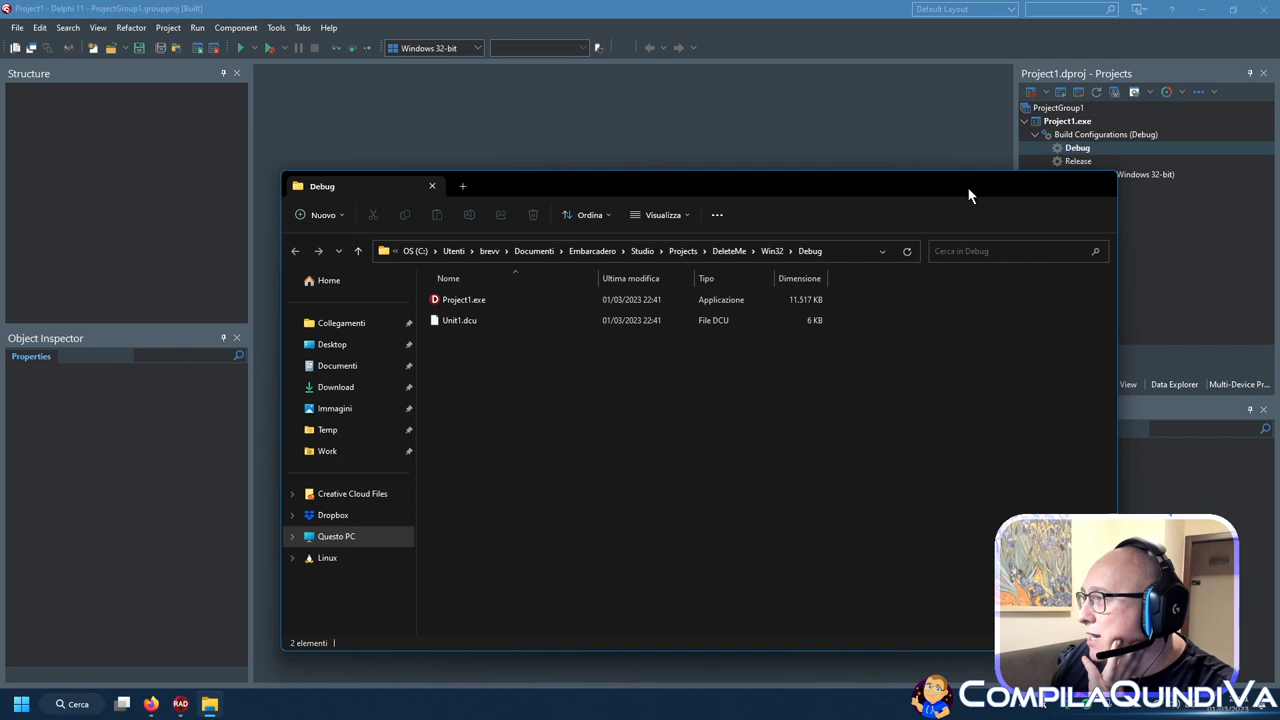 Project1 - Delphi 11 - ProjectGroup1.groupproj [Built]
Default Layout
File Edit Search View Refactor Project Run Component Tools Tabs Help
Windows 32-bit
Structure
Project1.dproj - Projects
ProjectGroup1
Project1.exe
Build Configurations (Debug)
Debug
Release
Windows 32-bit)
Debug
Nuovo
Ordina
Visualizza
OS (C:) > Utenti > brevv > Documenti > Embarcadero > Studio > Projects > DeleteMe > Win32 > Debug
Cerca in Debug
Nome Ultima modifica Tipo Dimensione
Project1.exe 01/03/2023 22:41 Applicazione 11.517 KB
Unit1.dcu 01/03/2023 22:41 File DCU 6 KB
Home
Collegamenti
Desktop
Documenti
Download
Immagini
Temp
Work
Creative Cloud Files
Dropbox
Questo PC
Linux
2 elementi
Object Inspector
Properties
View Data Explorer Multi-Device Pr...
Cerca
RAD
CompilaQuindiVa